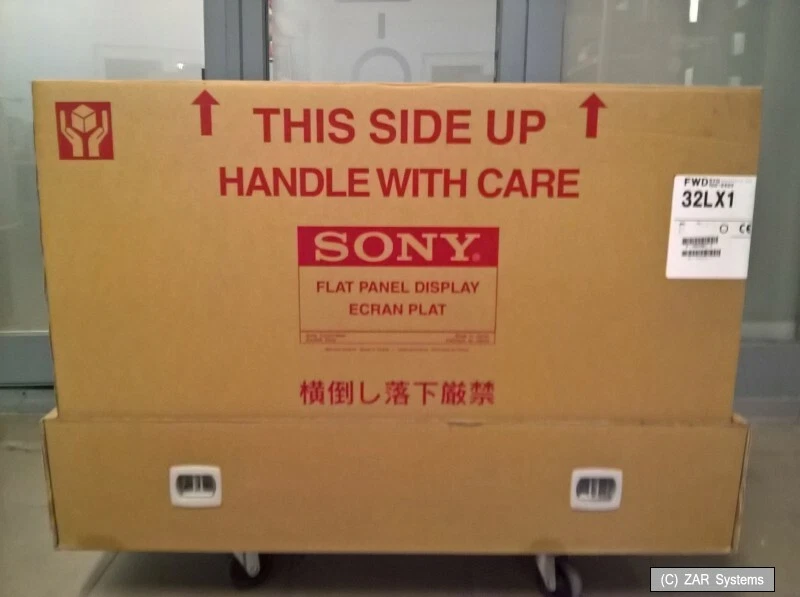 THIS SIDE UP
HANDLE WITH CARE
FWD
32LX1
SONY
FLAT PANEL DISPLAY
ECRAN PLAT
横倒し落下厳禁
(C) ZAR Systems